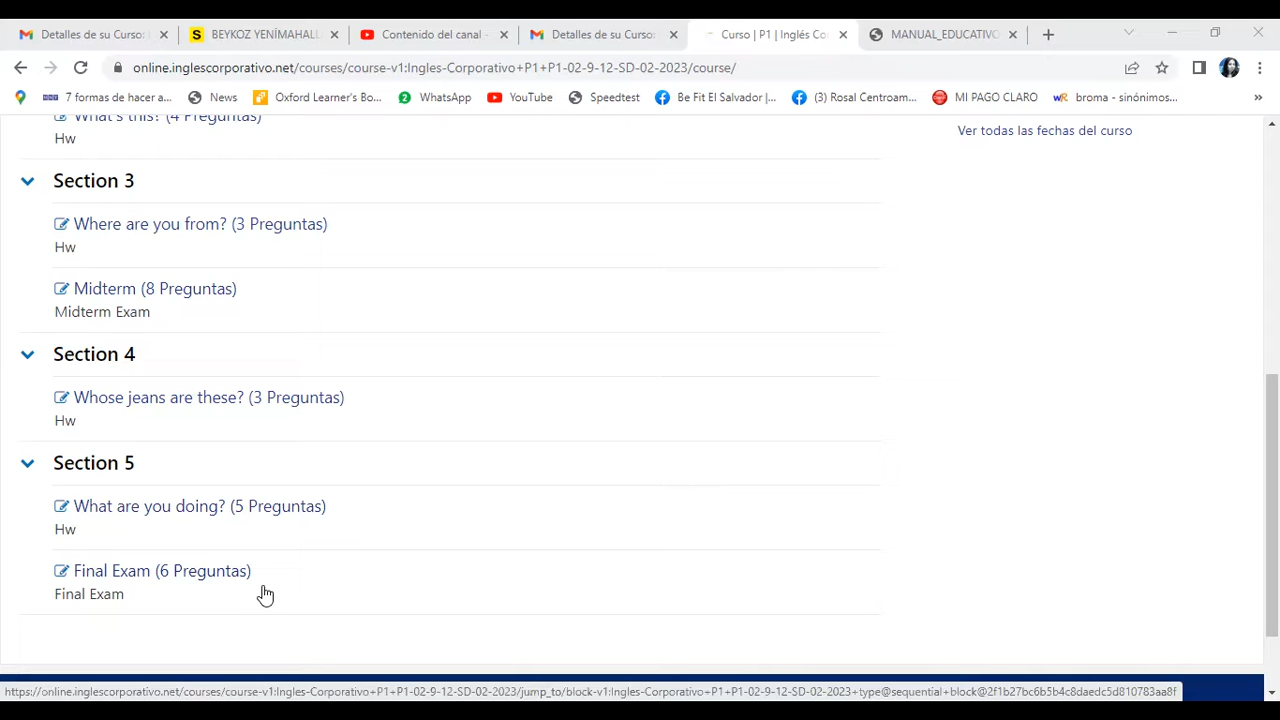 Detalles de su Curso:
BEYKOZ YENİMAHALL
Contenido del canal -
Detalles de su Curso:
Curso | P1 | Inglés Co
MANUAL_EDUCATIVO
online.inglescorporativo.net/courses/course-v1:Ingles-Corporativo+P1+P1-02-9-12-SD-02-2023/course/
7 formas de hacer a...
News
Oxford Learner's Bo...
WhatsApp
YouTube
Speedtest
Be Fit El Salvador |...
(3) Rosal Centroam...
MI PAGO CLARO
broma - sinónimos...
»
What's this? (4 Preguntas)
Hw
Ver todas las fechas del curso
Section 3
Where are you from? (3 Preguntas)
Hw
Midterm (8 Preguntas)
Midterm Exam
Section 4
Whose jeans are these? (3 Preguntas)
Hw
Section 5
What are you doing? (5 Preguntas)
Hw
Final Exam (6 Preguntas)
Final Exam
https://online.inglescorporativo.net/courses/course-v1:Ingles-Corporativo+P1+P1-02-9-12-SD-02-2023/jump_to/block-v1:Ingles-Corporativo+P1+P1-02-9-12-SD-02-2023+type@sequential+block@2f1b27bc6b5b4c8daedc5d810783aa8f